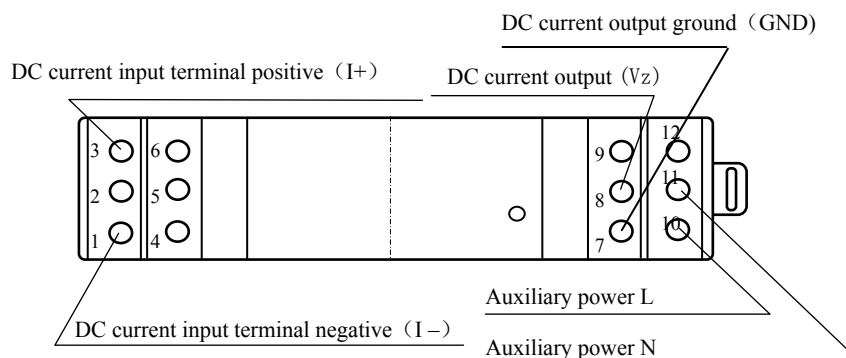 DC current output ground（GND)
DC current input terminal positive（I+）
DC current output (Vz)
3 6 9 12
2 5 8 11
1 4 7 10
Auxiliary power L
DC current input terminal negative（I –）
Auxiliary power N